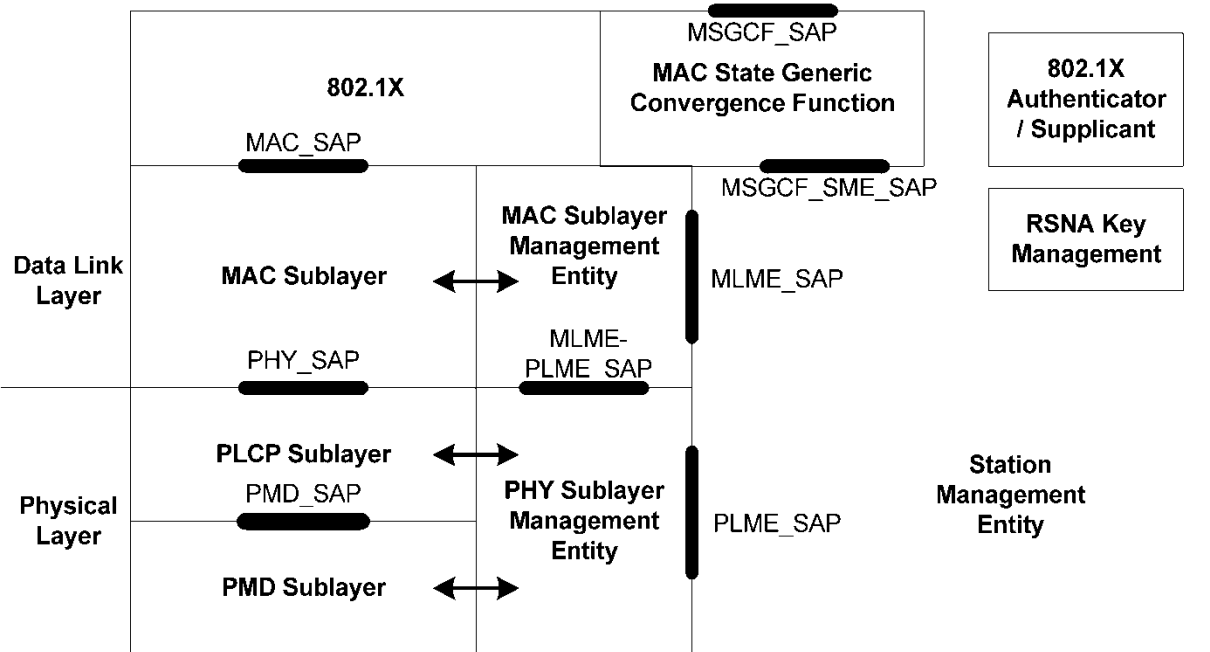 MSGCF_SAP
802.1X
MAC State Generic
Convergence Function
802.1X
Authenticator
/ Supplicant
MAC_SAP
MSGCF_SME_SAP
Data Link
Layer
MAC Sublayer
MAC Sublayer
Management
Entity
MLME_SAP
RSNA Key
Management
PHY_SAP
MLME-
PLME_SAP
Physical
Layer
PLCP Sublayer
PMD_SAP
PMD Sublayer
PHY Sublayer
Management
Entity
PLME_SAP
Station
Management
Entity